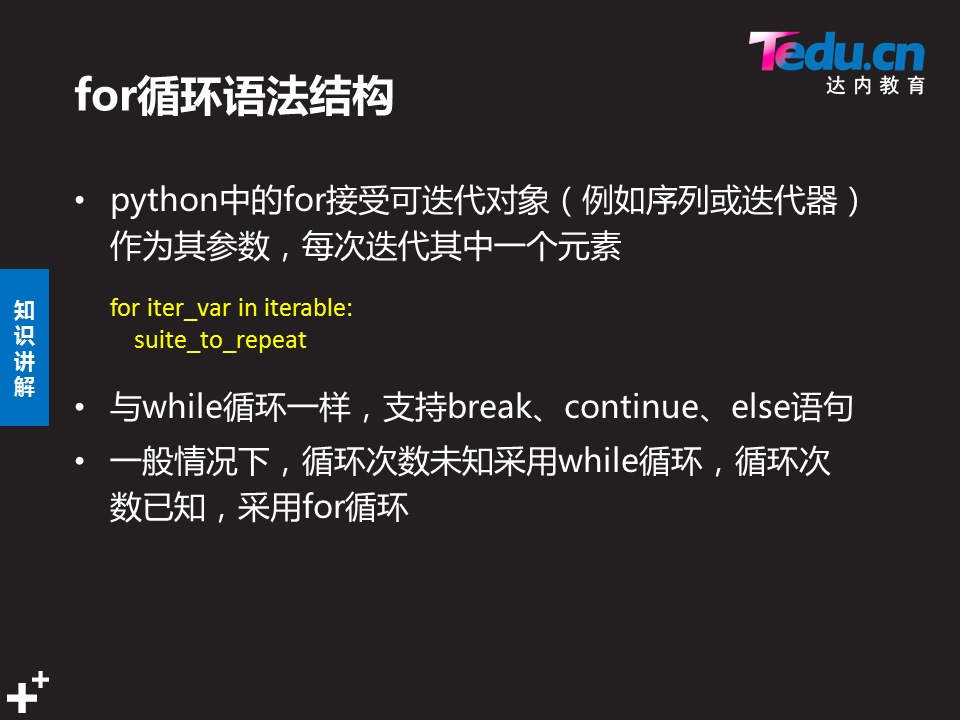 Tedu.cn
达内教育
for循环语法结构
• python中的for接受可迭代对象（例如序列或迭代器）
作为其参数，每次迭代其中一个元素
for iter_var in iterable:
suite_to_repeat
知识讲解
• 与while循环一样，支持break、continue、else语句
• 一般情况下，循环次数未知采用while循环，循环次
数已知，采用for循环